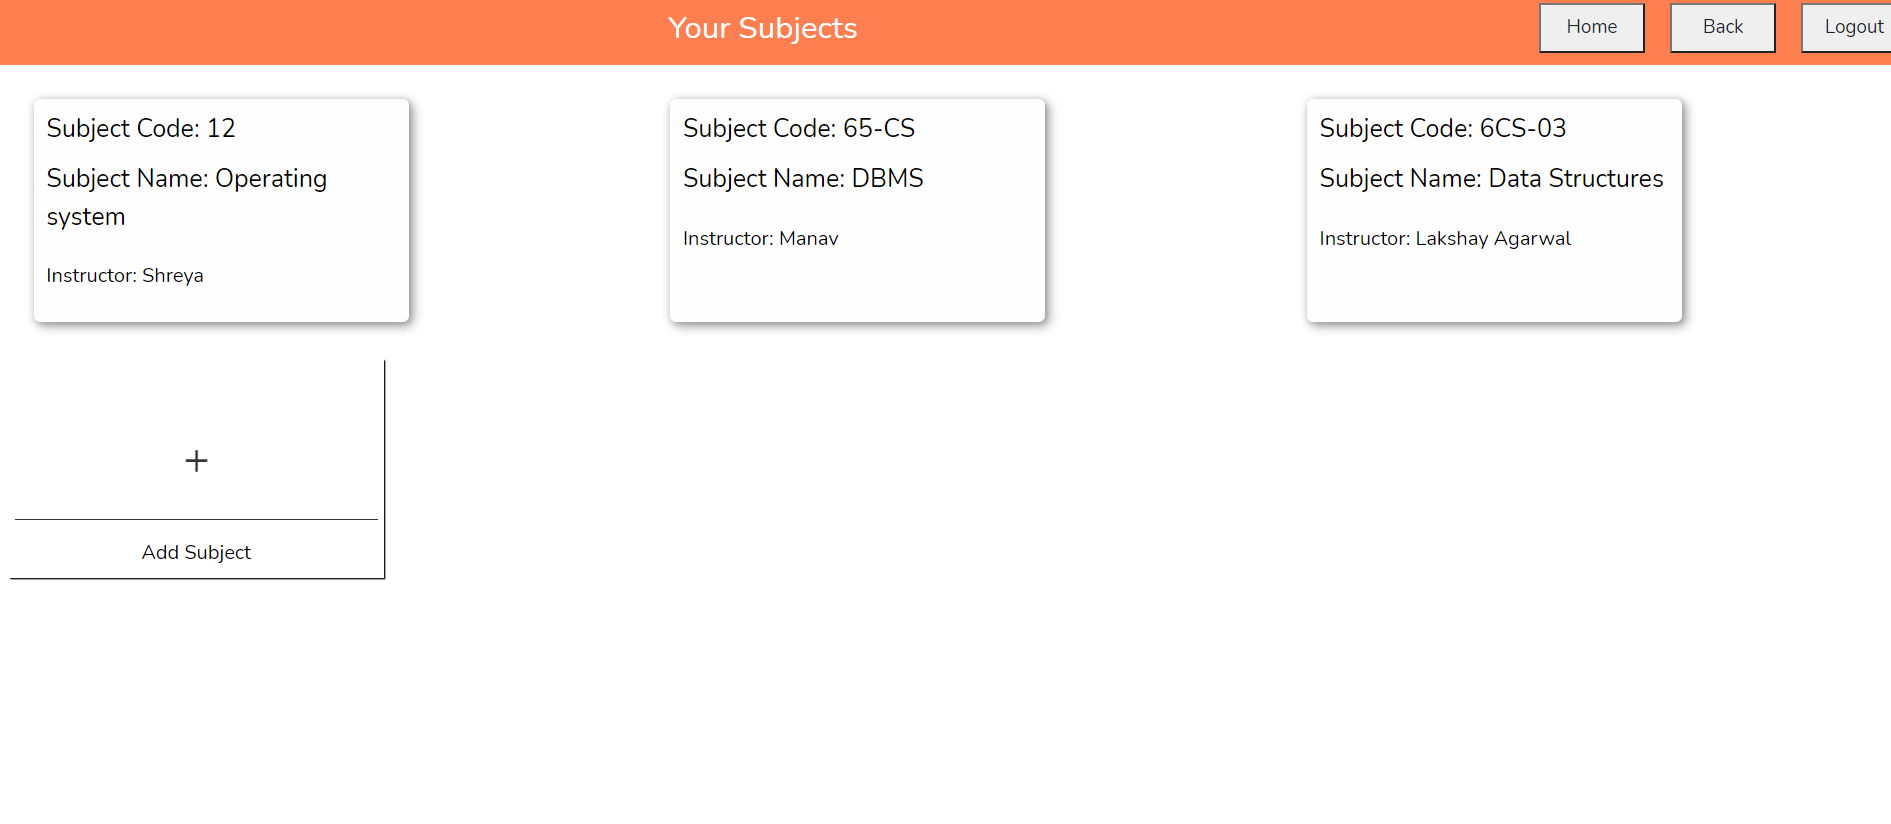 Your Subjects
Home
Back
Logout
Subject Code: 12
Subject Name: Operating
system
Instructor: Shreya
Subject Code: 65-CS
Subject Name: DBMS
Instructor: Manav
Subject Code: 6CS-03
Subject Name: Data Structures
Instructor: Lakshay Agarwal
+
Add Subject